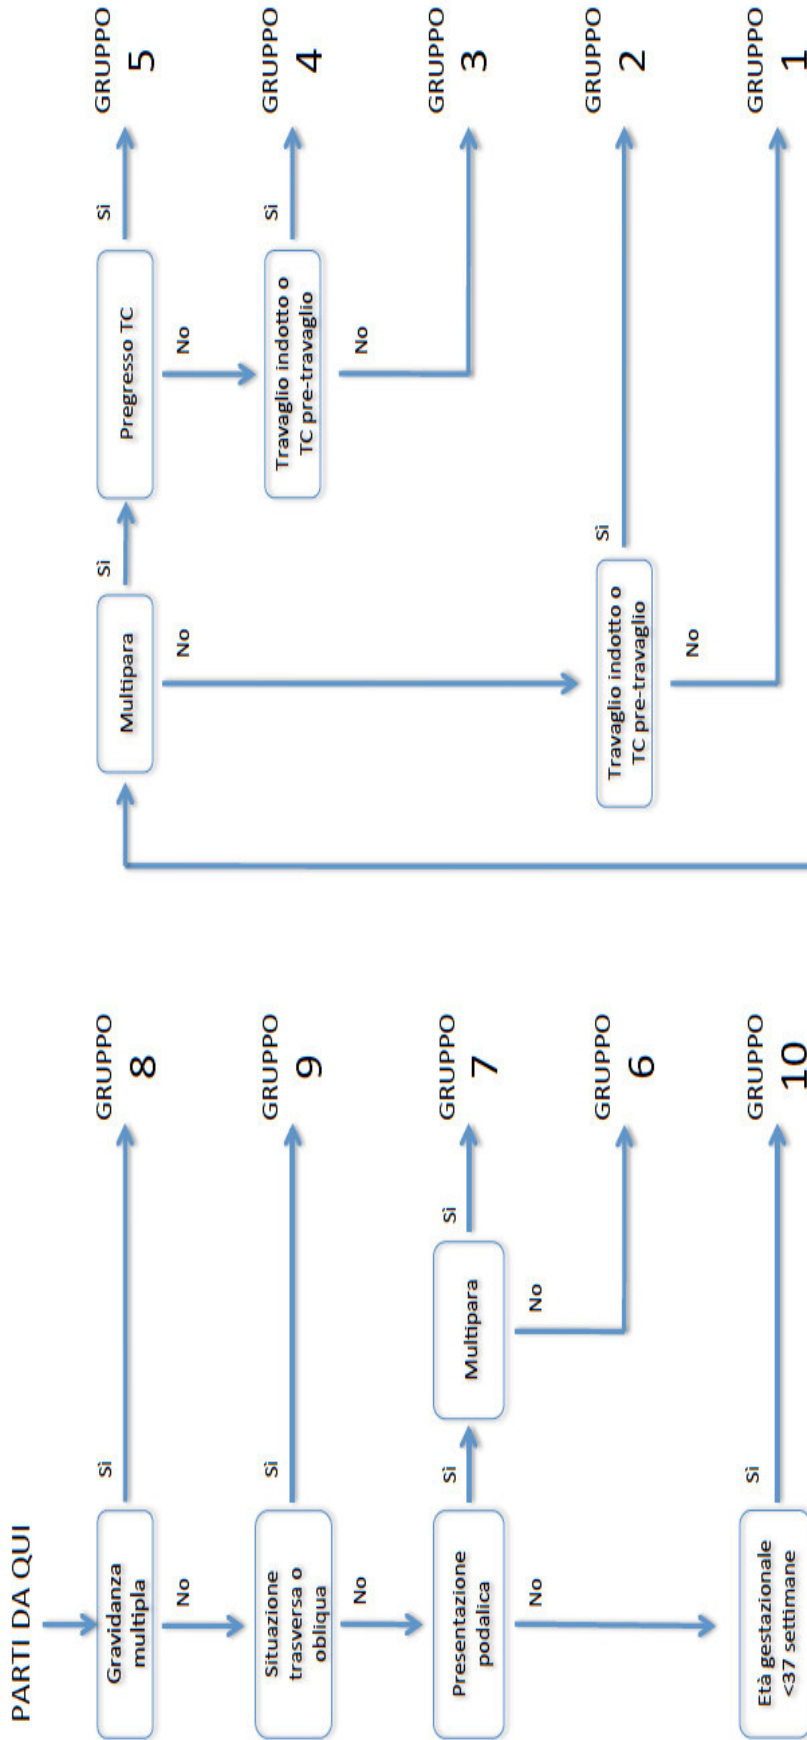 PARTI DA QUI
Gravidanza
multipla
Sì
GRUPPO
8
No
Situazione
trasversa o
obliqua
Sì
GRUPPO
9
No
Presentazione
podalica
Sì
Multipara
Sì
GRUPPO
7
No
GRUPPO
6
No
Età gestazionale
<37 settimane
Sì
GRUPPO
10
Multipara
Sì
Pregresso TC
Sì
GRUPPO
5
No
Travaglio indotto o
TC pre-travaglio
Sì
GRUPPO
4
No
GRUPPO
3
No
Travaglio indotto o
TC pre-travaglio
Sì
GRUPPO
2
No
GRUPPO
1